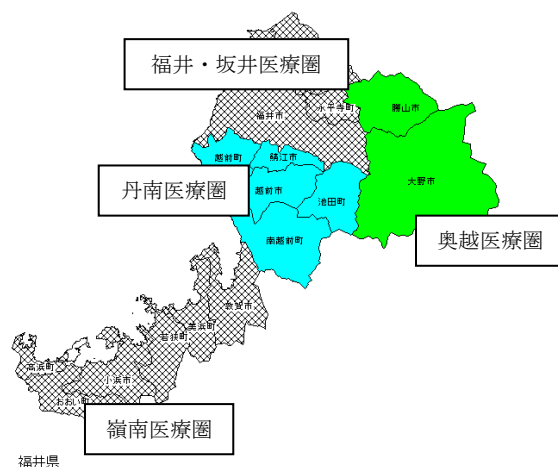 福井・坂井医療圏
永平寺町
勝山市
福井市
越前町
鯖江市
丹南医療圏
越前市
池田町
大野市
南越前町
奥越医療圏
敦賀市
美浜町
若狭町
高浜町
小浜市
おおい町
嶺南医療圏
福井県